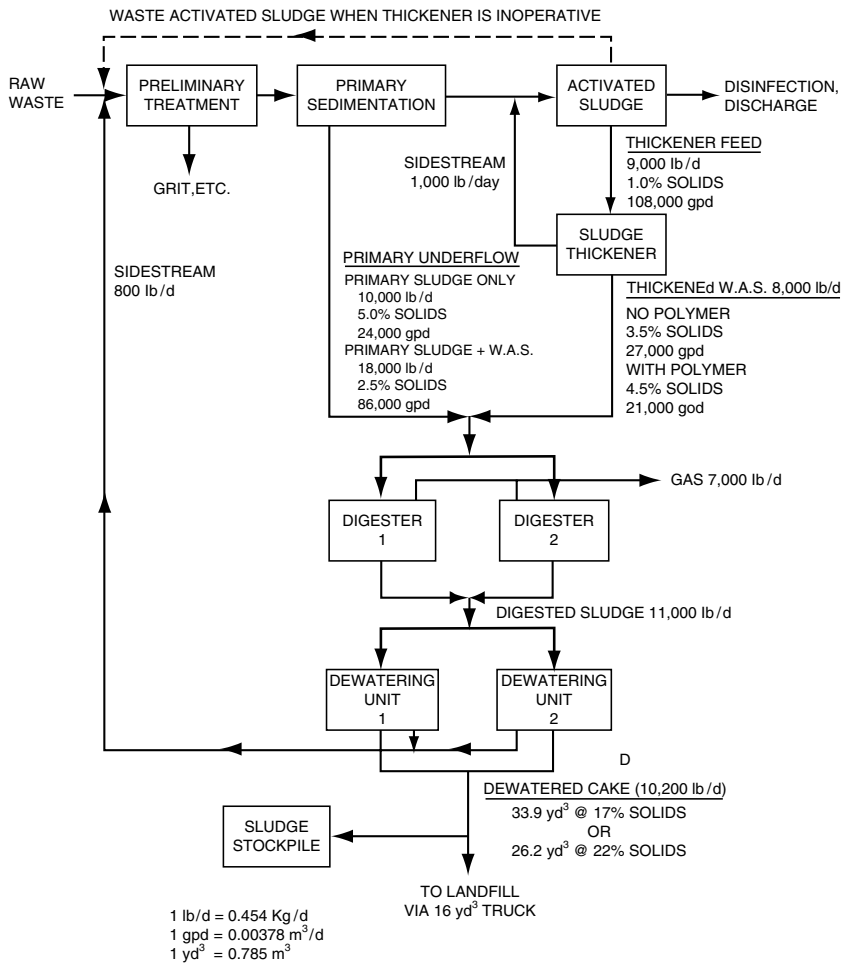 WASTE ACTIVATED SLUDGE WHEN THICKENER IS INOPERATIVE
RAW
WASTE
PRELIMINARY
TREATMENT
PRIMARY
SEDIMENTATION
ACTIVATED
SLUDGE
DISINFECTION,
DISCHARGE
GRIT,ETC.
SIDESTREAM
1,000 lb/day
THICKENER FEED
9,000 lb/d
1.0% SOLIDS
108,000 gpd
SLUDGE
THICKENER
SIDESTREAM
800 lb/d
PRIMARY UNDERFLOW
PRIMARY SLUDGE ONLY
10,000 lb/d
5.0% SOLIDS
24,000 gpd
PRIMARY SLUDGE + W.A.S.
18,000 lb/d
2.5% SOLIDS
86,000 gpd
THICKENEd W.A.S. 8,000 lb/d
NO POLYMER
3.5% SOLIDS
27,000 gpd
WITH POLYMER
4.5% SOLIDS
21,000 god
GAS 7,000 lb/d
DIGESTER
1
DIGESTER
2
DIGESTED SLUDGE 11,000 lb/d
DEWATERING
UNIT
1
DEWATERING
UNIT
2
D
DEWATERED CAKE (10,200 lb/d)
33.9 yd³ @ 17% SOLIDS
OR
26.2 yd³ @ 22% SOLIDS
SLUDGE
STOCKPILE
TO LANDFILL
VIA 16 yd³ TRUCK
1 lb/d = 0.454 Kg/d
1 gpd = 0.00378 m³/d
1 yd³ = 0.785 m³